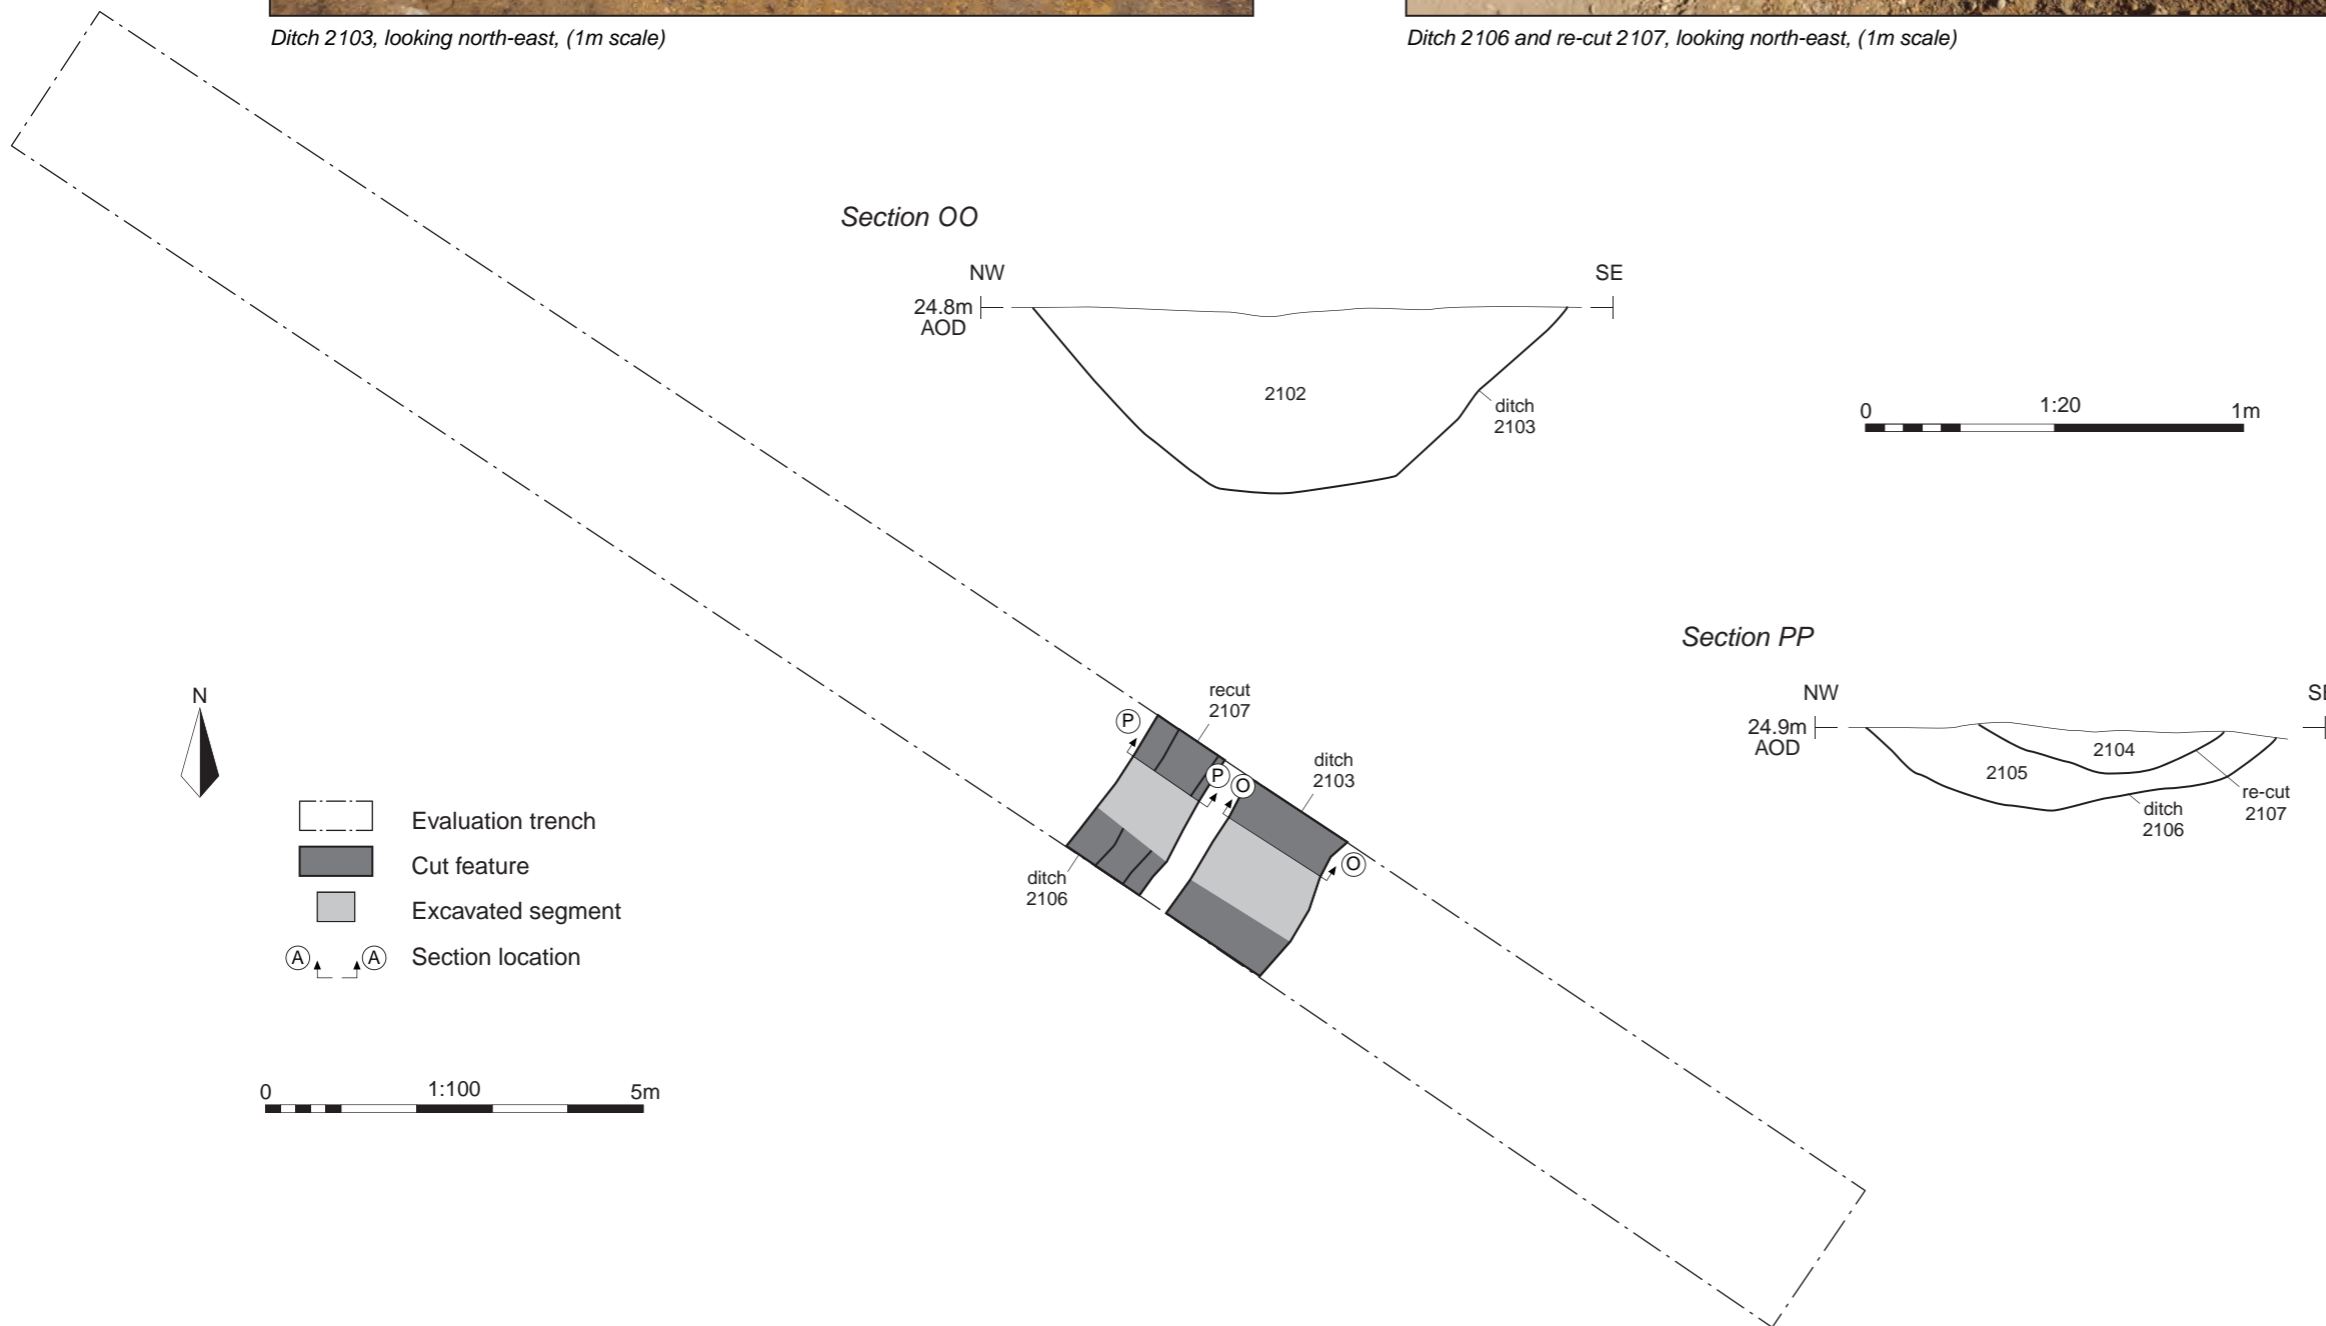 Ditch 2103, looking north-east, (1m scale)
Ditch 2106 and re-cut 2107, looking north-east, (1m scale)
Section OO
NW
SE
24.8m
AOD
2102
ditch
2103
0
1:20
1m
Section PP
NW
SE
24.9m
AOD
2104
2105
ditch
2106
re-cut
2107
recut
2107
P
P
O
ditch
2103
O
ditch
2106
N
Evaluation trench
Cut feature
Excavated segment
A
A
Section location
0
1:100
5m